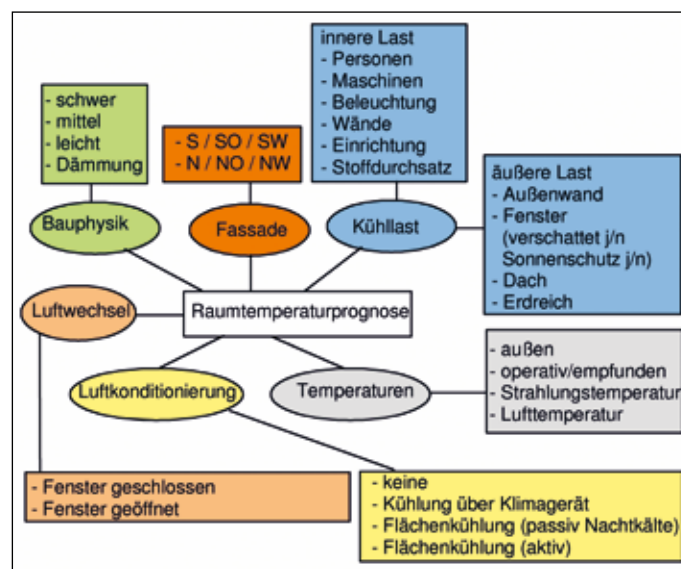 innere Last
- Personen
- Maschinen
- Beleuchtung
- Wände
- Einrichtung
- Stoffdurchsatz
- schwer
- mittel
- leicht
- Dämmung
- S / SO / SW
- N / NO / NW
äußere Last
- Außenwand
- Fenster
(verschattet j/n
Sonnenschutz j/n)
- Dach
- Erdreich
Bauphysik
Fassade
Kühllast
Luftwechsel
Raumtemperaturprognose
Luftkonditionierung
Temperaturen
- außen
- operativ/empfunden
- Strahlungstemperatur
- Lufttemperatur
- Fenster geschlossen
- Fenster geöffnet
- keine
- Kühlung über Klimagerät
- Flächenkühlung (passiv Nachtkälte)
- Flächenkühlung (aktiv)